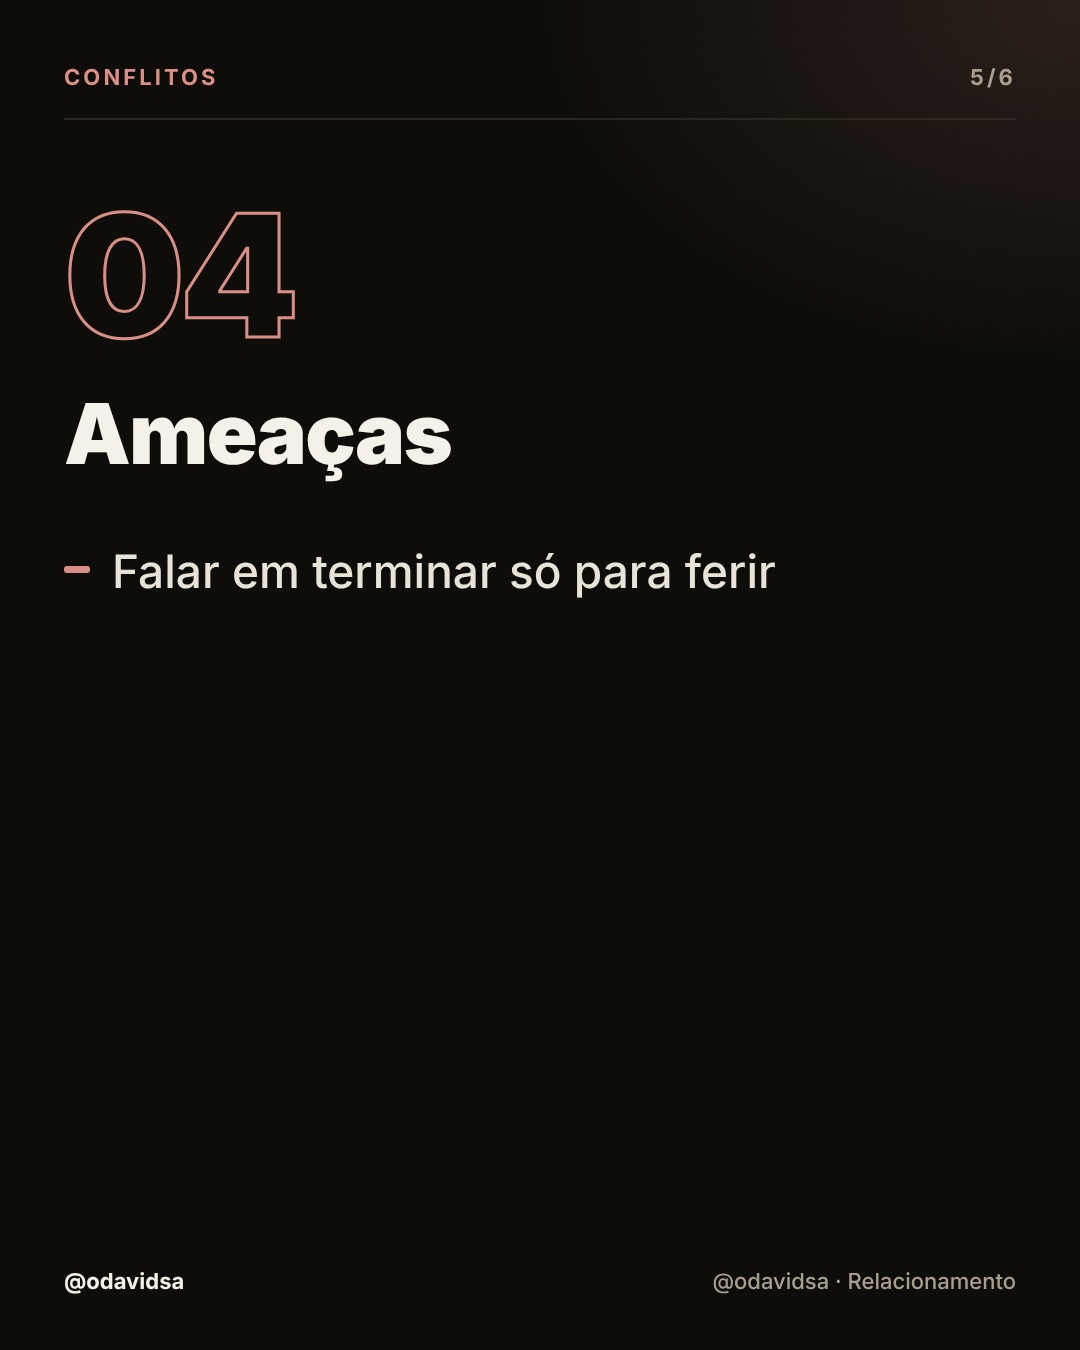 CONFLITOS
5/6
04
Ameaças
Falar em terminar só para ferir
@odavidsa
@odavidsa · Relacionamento